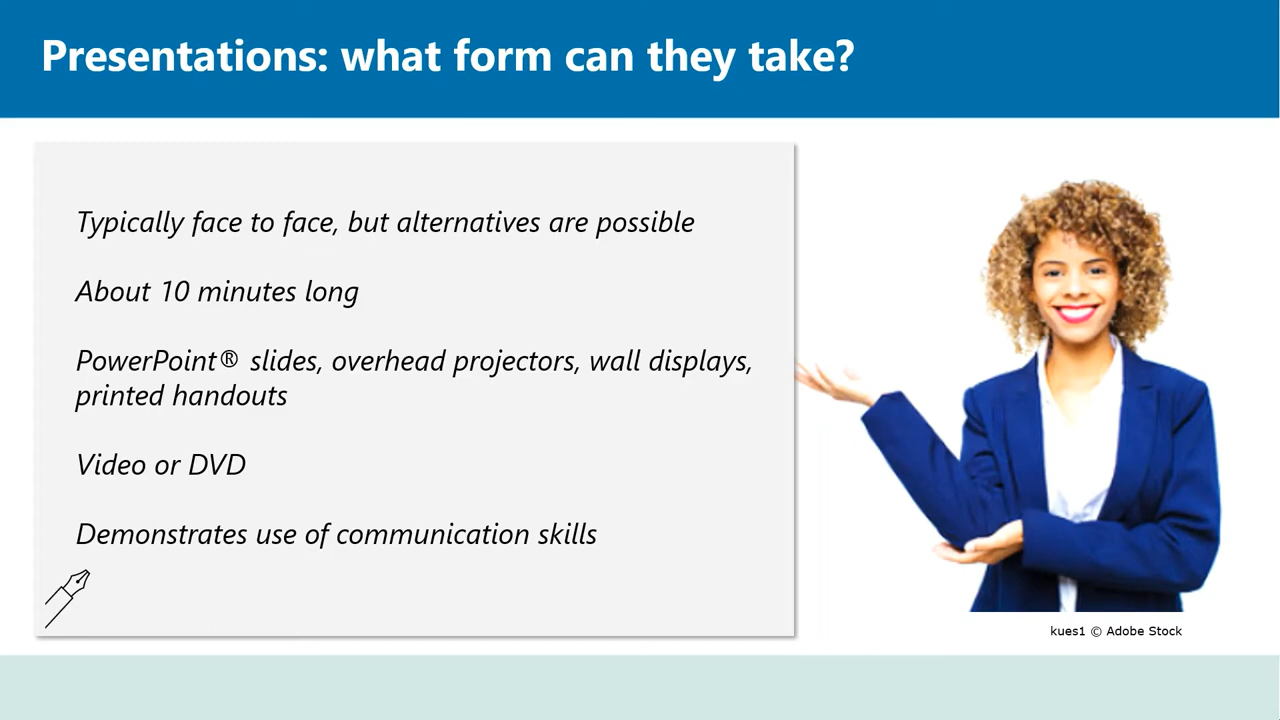 Presentations: what form can they take?
Typically face to face, but alternatives are possible
About 10 minutes long
PowerPoint® slides, overhead projectors, wall displays,
printed handouts
Video or DVD
Demonstrates use of communication skills
kues1 © Adobe Stock